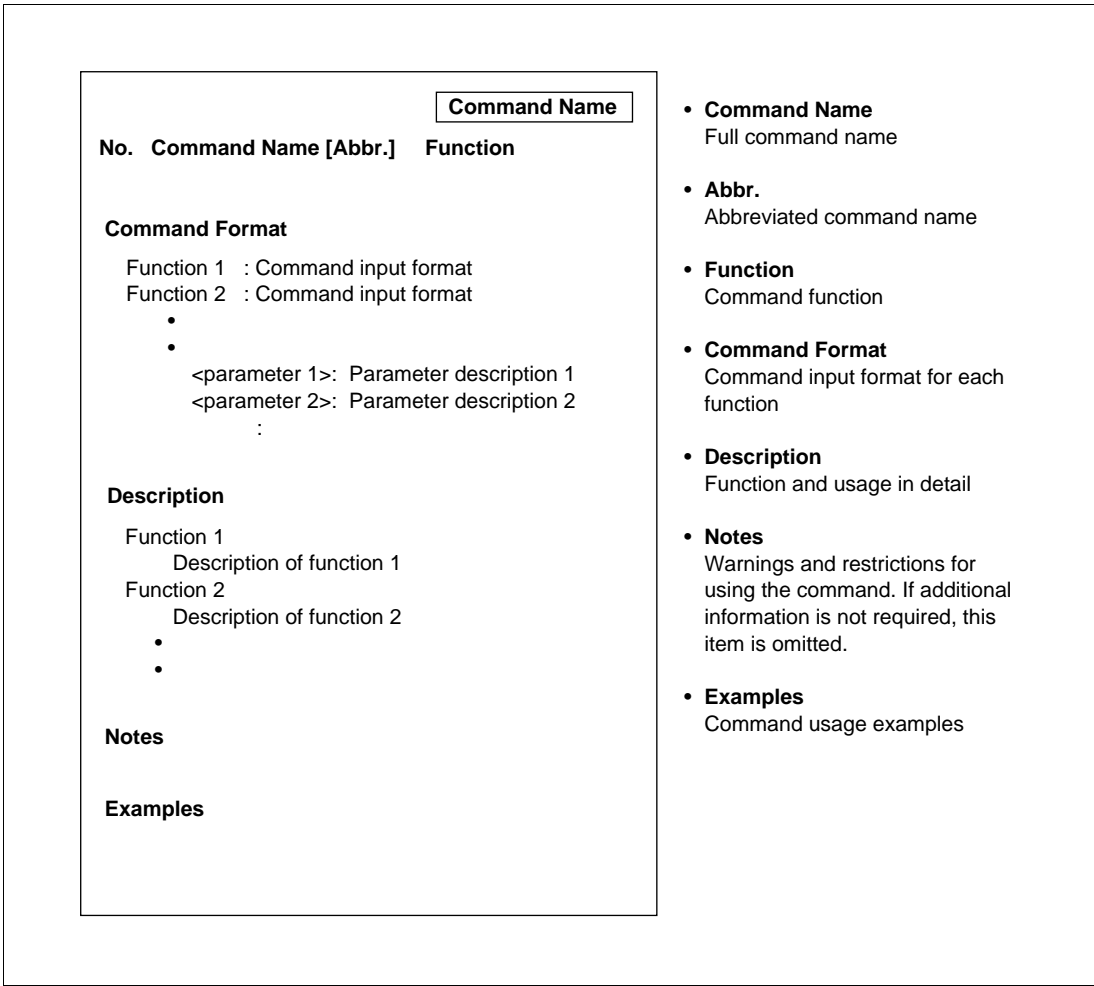 Command Name
No. Command Name [Abbr.] Function
Command Format
Function 1 : Command input format
Function 2 : Command input format
•
•
<parameter 1>: Parameter description 1
<parameter 2>: Parameter description 2
:
Description
Function 1
Description of function 1
Function 2
Description of function 2
•
•
Notes
Examples
• Command Name
Full command name
• Abbr.
Abbreviated command name
• Function
Command function
• Command Format
Command input format for each
function
• Description
Function and usage in detail
• Notes
Warnings and restrictions for
using the command. If additional
information is not required, this
item is omitted.
• Examples
Command usage examples